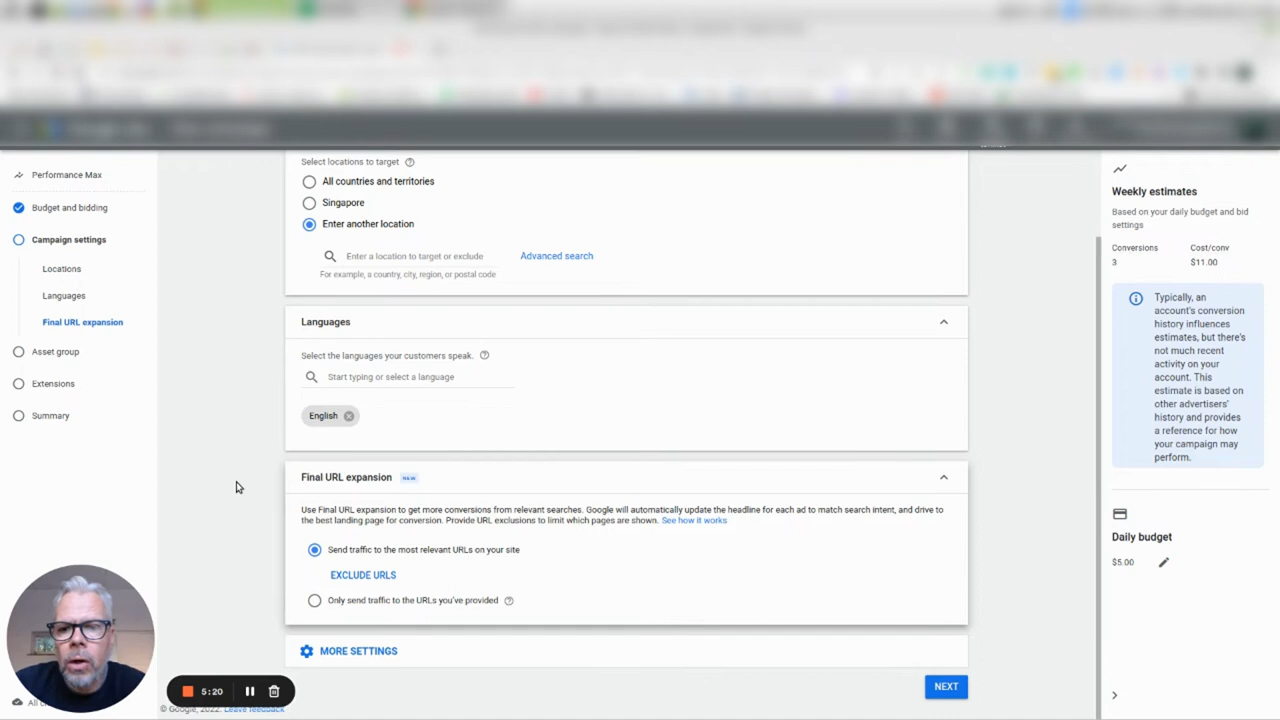 Select locations to target
All countries and territories
Singapore
Enter another location
Enter a location to target or exclude
Advanced search
For example, a country, city, region, or postal code
Languages
Select the languages your customers speak.
Start typing or select a language
English
Final URL expansion NEW
Use Final URL expansion to get more conversions from relevant searches. Google will automatically update the headline for each ad to match search intent, and drive to
the best landing page for conversion. Provide URL exclusions to limit which pages are shown. See how it works
Send traffic to the most relevant URLs on your site
EXCLUDE URLS
Only send traffic to the URLs you've provided
MORE SETTINGS
NEXT
Performance Max
Budget and bidding
Campaign settings
Locations
Languages
Final URL expansion
Asset group
Extensions
Summary
5:20
© Google, 2022. Leave feedback
Weekly estimates
Based on your daily budget and bid
settings
Conversions Cost/conv
3 $11.00
Typically, an
account's conversion
history influences
estimates, but there's
not much recent
activity on your
account. This
estimate is based on
other advertisers'
history and provides
a reference for how
your campaign may
perform.
Daily budget
$5.00